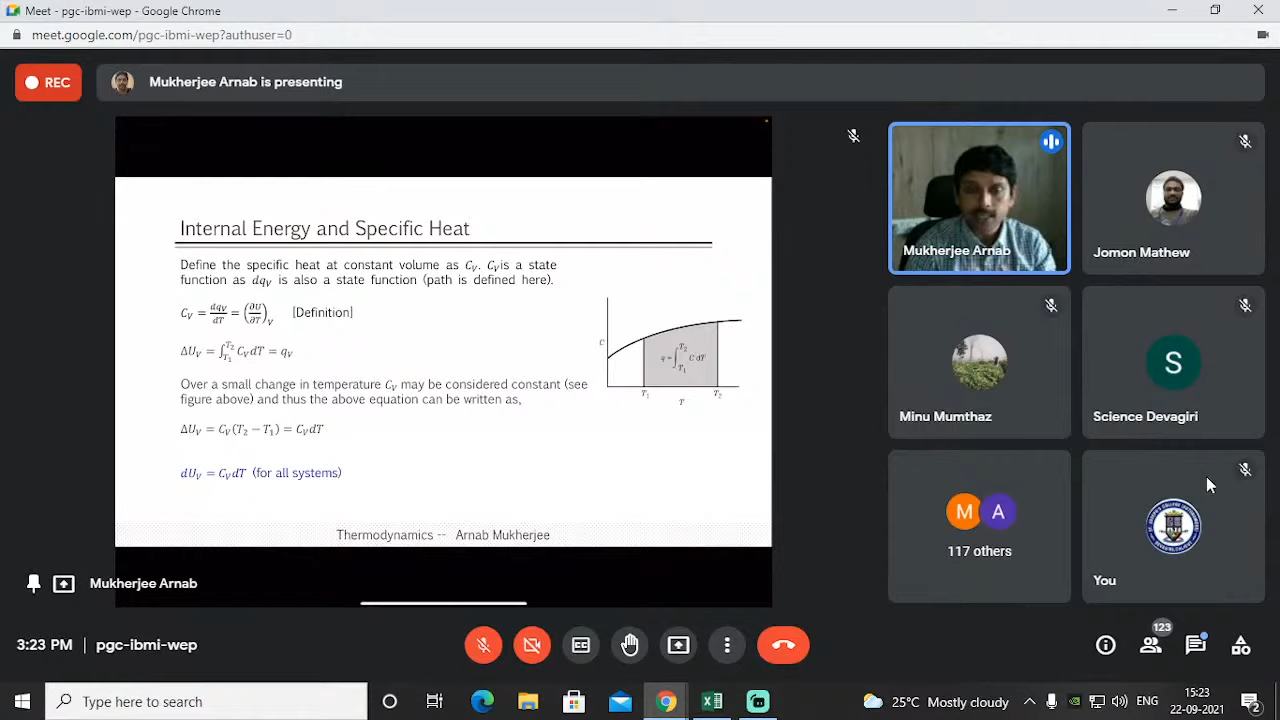 Meet - pgc-ibmi-wep - Google Chrome
meet.google.com/pgc-ibmi-wep?authuser=0
REC
Mukherjee Arnab is presenting
Internal Energy and Specific Heat
Define the specific heat at constant volume as C_V. C_V is a state
function as dq_V is also a state function (path is defined here).
C_V = dq_V/dT = (∂U/∂T)_V [Definition]
ΔU_V = ∫_{T_1}^{T_2} C_V dT = q_V
Over a small change in temperature C_V may be considered constant (see
figure above) and thus the above equation can be written as,
ΔU_V = C_V(T_2 − T_1) = C_V dT
dU_V = C_V dT (for all systems)
C
q = ∫_{T_1}^{T_2} C dT
T_1
T_2
T
Thermodynamics -- Arnab Mukherjee
Mukherjee Arnab
Mukherjee Arnab
Jomon Mathew
Minu Mumthaz
S
Science Devagiri
M
A
117 others
You
3:23 PM | pgc-ibmi-wep
123
Type here to search
25°C Mostly cloudy
ENG
15:23
22-09-2021
2